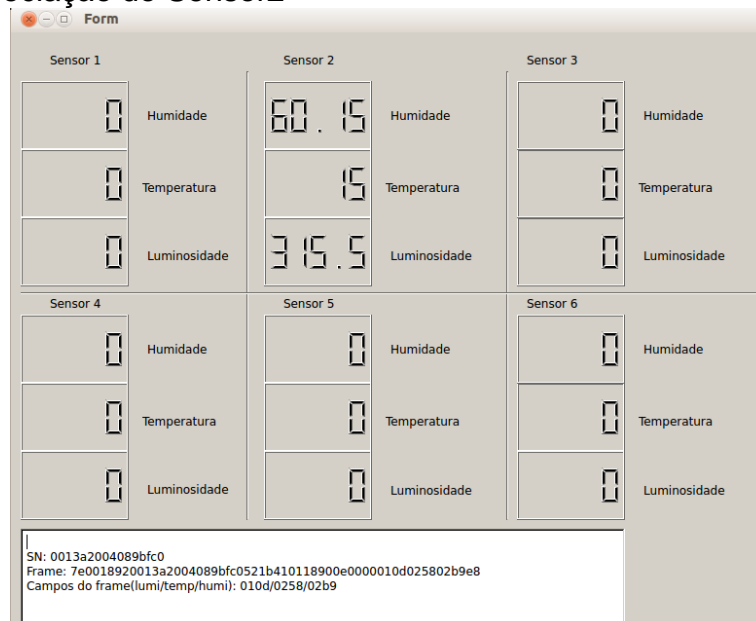 Form
Sensor 1 Sensor 2 Sensor 3
0 Humidade 60.15 Humidade 0 Humidade
0 Temperatura 15 Temperatura 0 Temperatura
0 Luminosidade 315.5 Luminosidade 0 Luminosidade
Sensor 4 Sensor 5 Sensor 6
0 Humidade 0 Humidade 0 Humidade
0 Temperatura 0 Temperatura 0 Temperatura
0 Luminosidade 0 Luminosidade 0 Luminosidade
SN: 0013a2004089bfc0
Frame: 7e0018920013a2004089bfc0521b410118900e0000010d025802b9e8
Campos do frame(lumi/temp/humi): 010d/0258/02b9